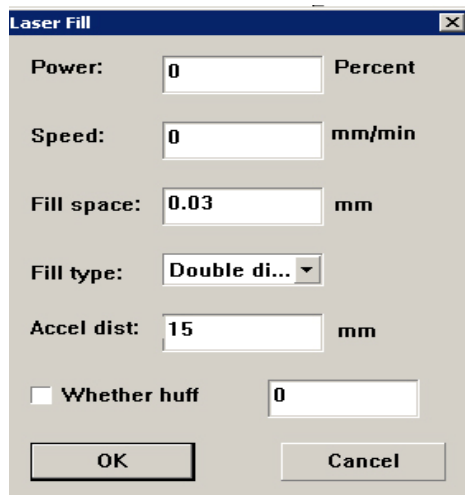 Laser Fill
Power: 0 Percent
Speed: 0 mm/min
Fill space: 0.03 mm
Fill type: Double di...
Accel dist: 15 mm
Whether huff 0
OK Cancel